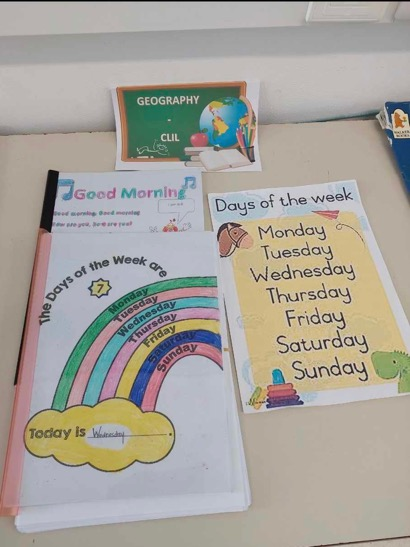 GEOGRAPHY
-
CLIL
Good Morning
Good morning, Good morning
How are you, how are you?
Days of the week
Monday
Tuesday
Wednesday
Thursday
Friday
Saturday
Sunday
The Days of the Week are
7
Monday
Tuesday
Wednesday
Thursday
Friday
Saturday
Sunday
Today is Wednesday.